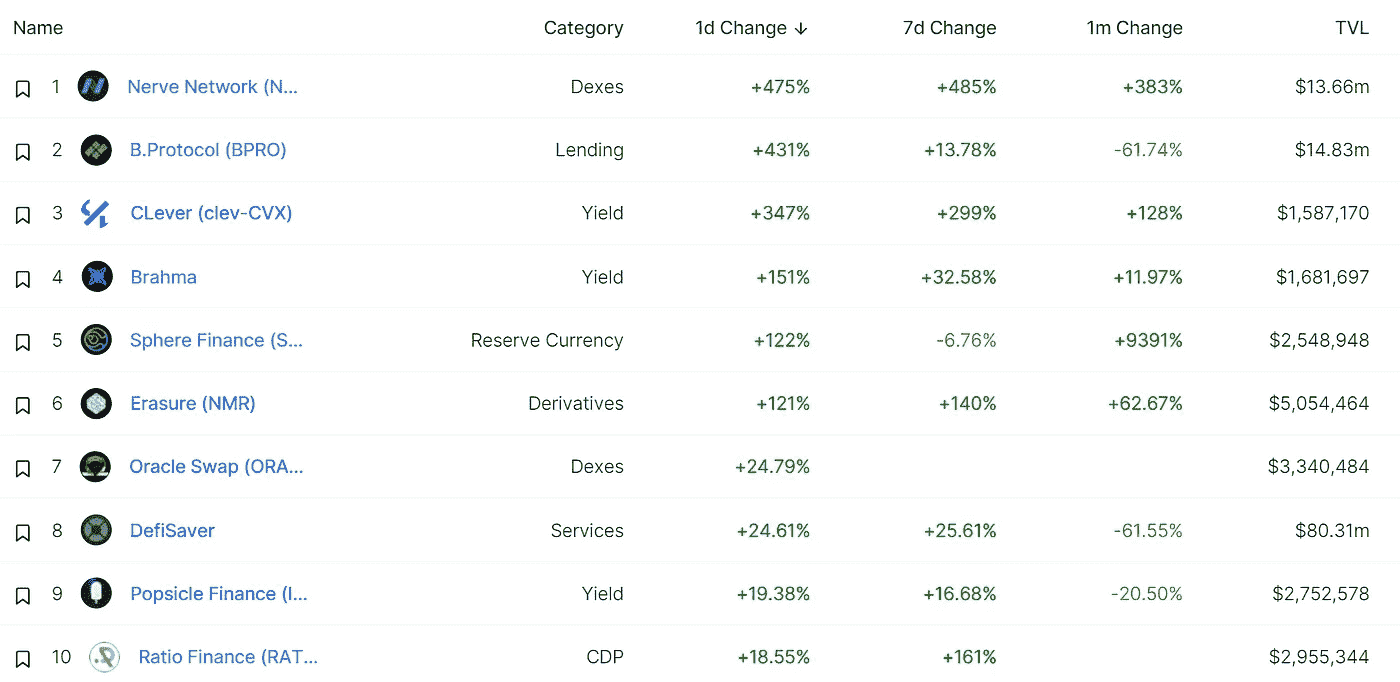 Name Category 1d Change ↓ 7d Change 1m Change TVL
1 Nerve Network (N... Dexes +475% +485% +383% $13.66m
2 B.Protocol (BPRO) Lending +431% +13.78% -61.74% $14.83m
3 CLever (clev-CVX) Yield +347% +299% +128% $1,587,170
4 Brahma Yield +151% +32.58% +11.97% $1,681,697
5 Sphere Finance (S... Reserve Currency +122% -6.76% +9391% $2,548,948
6 Erasure (NMR) Derivatives +121% +140% +62.67% $5,054,464
7 Oracle Swap (ORA... Dexes +24.79% $3,340,484
8 DefiSaver Services +24.61% +25.61% -61.55% $80.31m
9 Popsicle Finance (I... Yield +19.38% +16.68% -20.50% $2,752,578
10 Ratio Finance (RAT... CDP +18.55% +161% $2,955,344